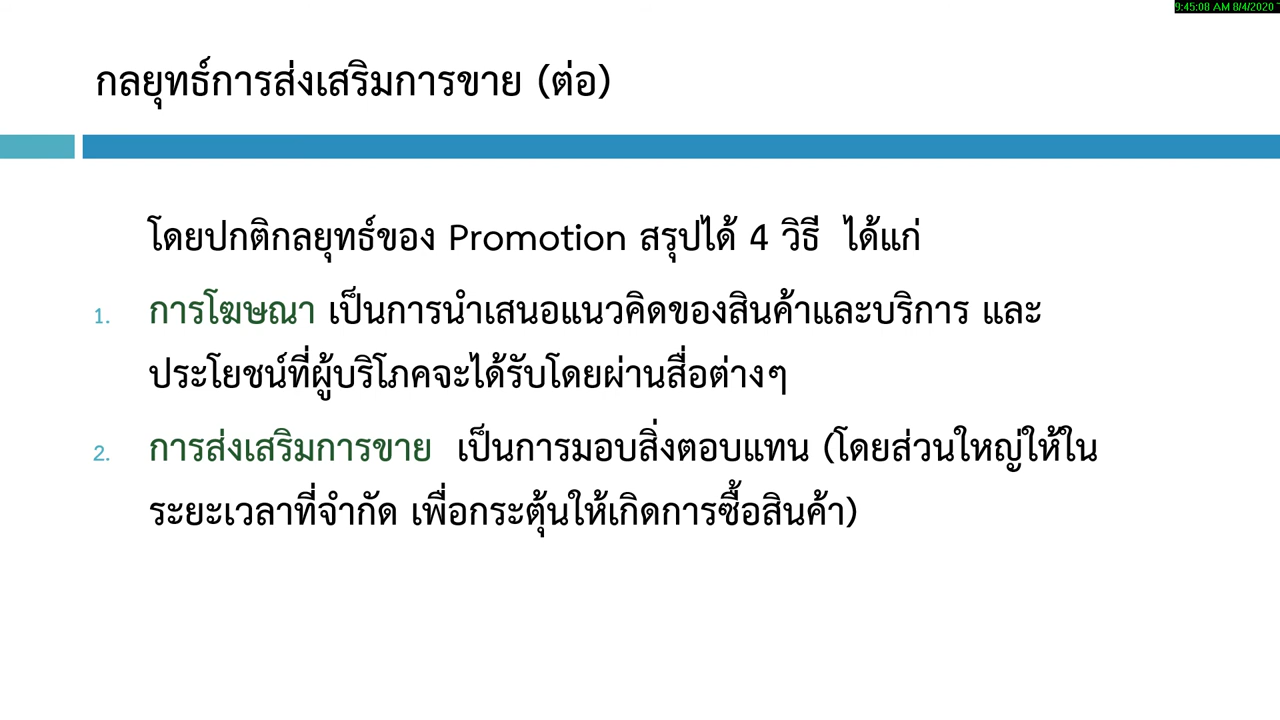 9:45:08 AM 8/4/2020
กลยุทธ์การส่งเสริมการขาย (ต่อ)
โดยปกติกลยุทธ์ของ Promotion สรุปได้ 4 วิธี ได้แก่
1. การโฆษณา เป็นการนำเสนอแนวคิดของสินค้าและบริการ และ
ประโยชน์ที่ผู้บริโภคจะได้รับโดยผ่านสื่อต่างๆ
2. การส่งเสริมการขาย เป็นการมอบสิ่งตอบแทน (โดยส่วนใหญ่ให้ใน
ระยะเวลาที่จำกัด เพื่อกระตุ้นให้เกิดการซื้อสินค้า)